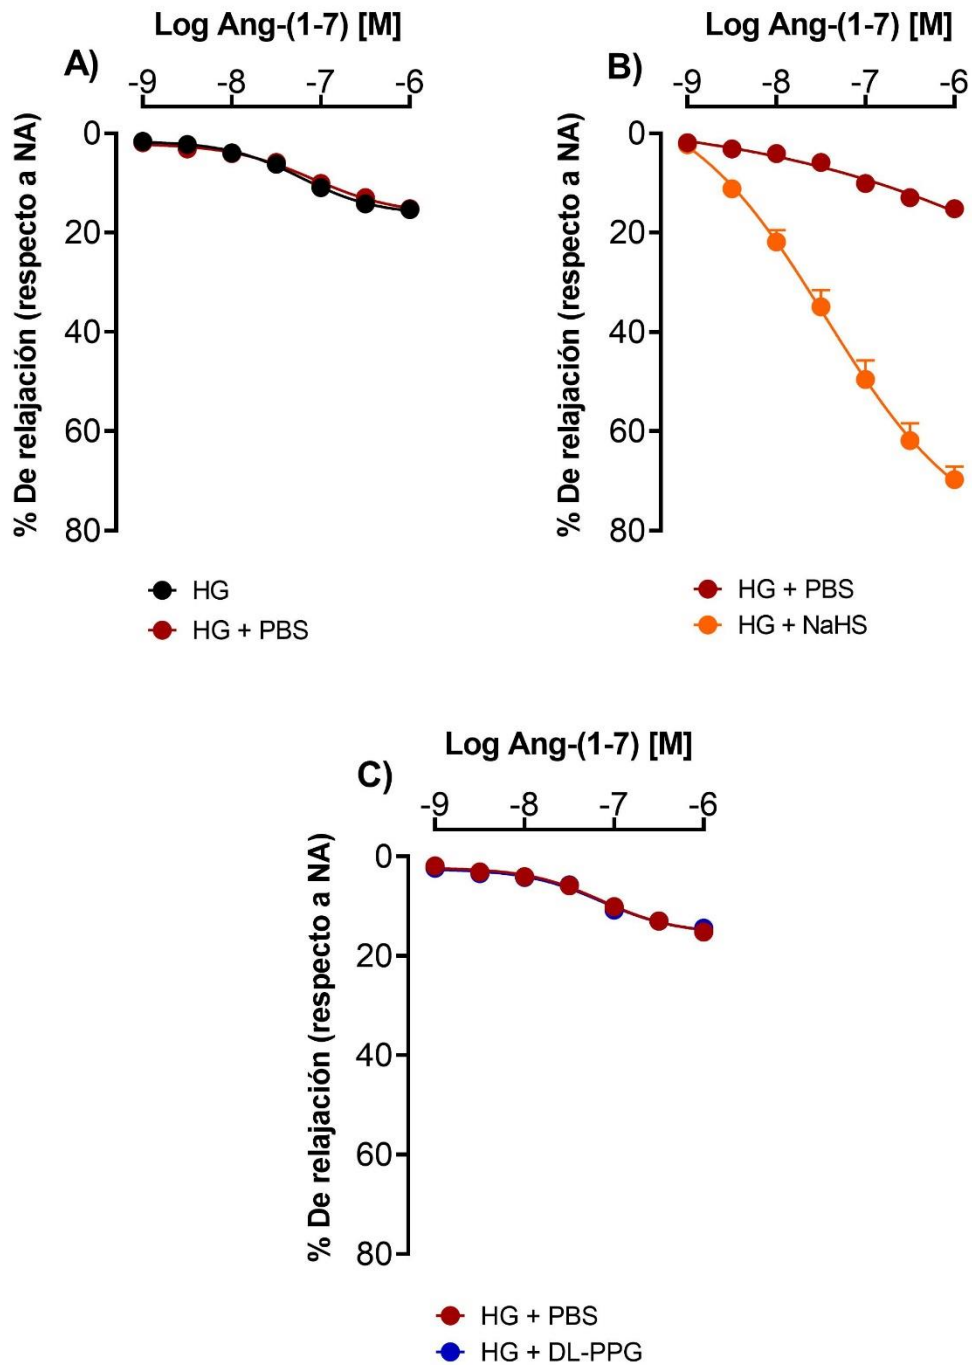 Log Ang-(1-7) [M]
A)
-9 -8 -7 -6
0
20
40
60
80
% De relajación (respecto a NA)
HG
HG + PBS
Log Ang-(1-7) [M]
B)
-9 -8 -7 -6
0
20
40
60
80
% De relajación (respecto a NA)
HG + PBS
HG + NaHS
Log Ang-(1-7) [M]
C)
-9 -8 -7 -6
0
20
40
60
80
% De relajación (respecto a NA)
HG + PBS
HG + DL-PPG